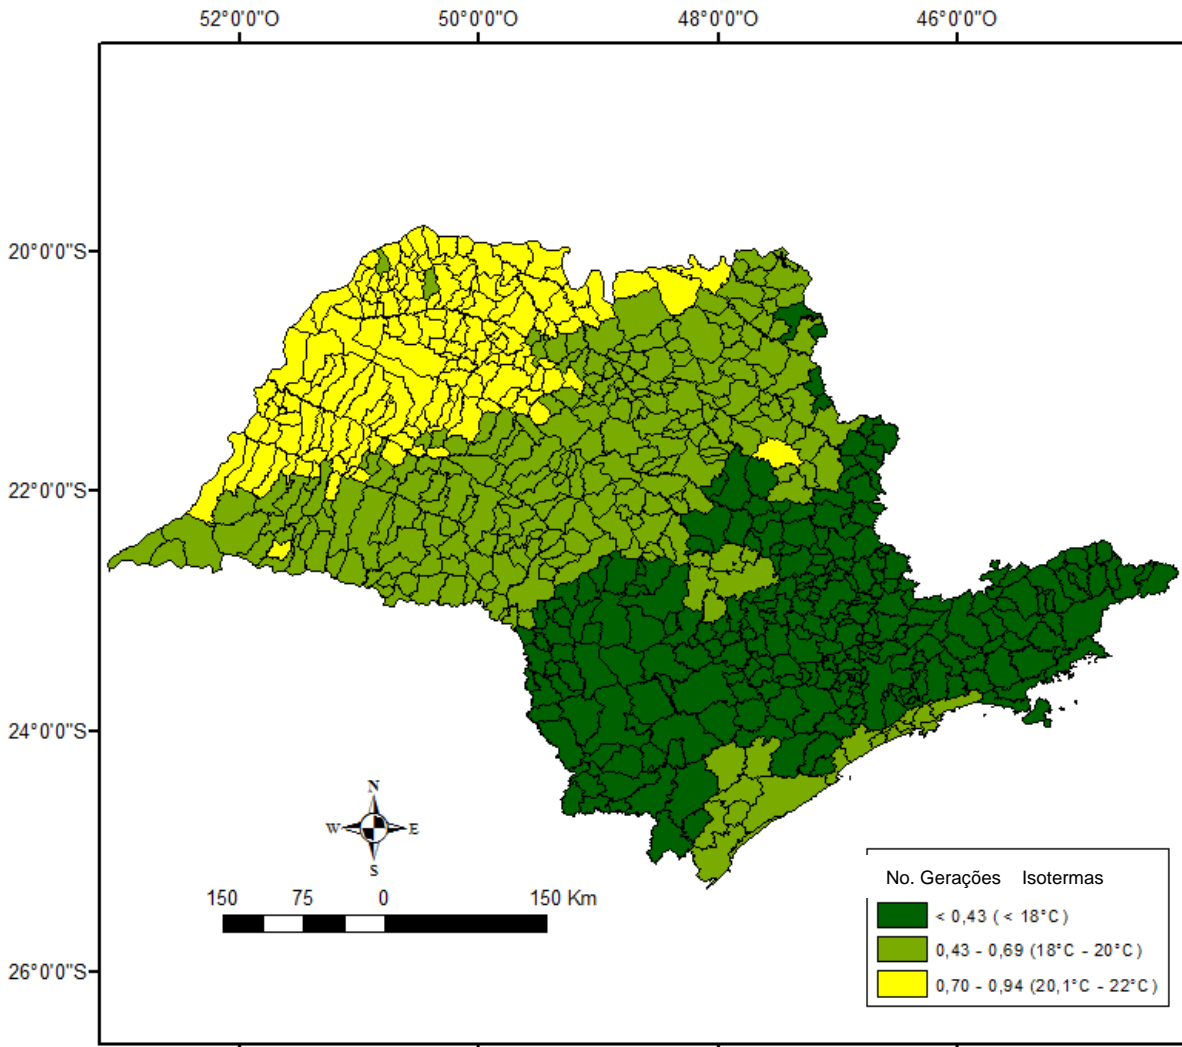 52°0'0"O 50°0'0"O 48°0'0"O 46°0'0"O
20°0'0"S
22°0'0"S
24°0'0"S
26°0'0"S
N
W E
S
150 75 0 150 Km
No. Gerações Isotermas
< 0,43 ( < 18°C)
0,43 - 0,69 (18°C - 20°C)
0,70 - 0,94 (20,1°C - 22°C)